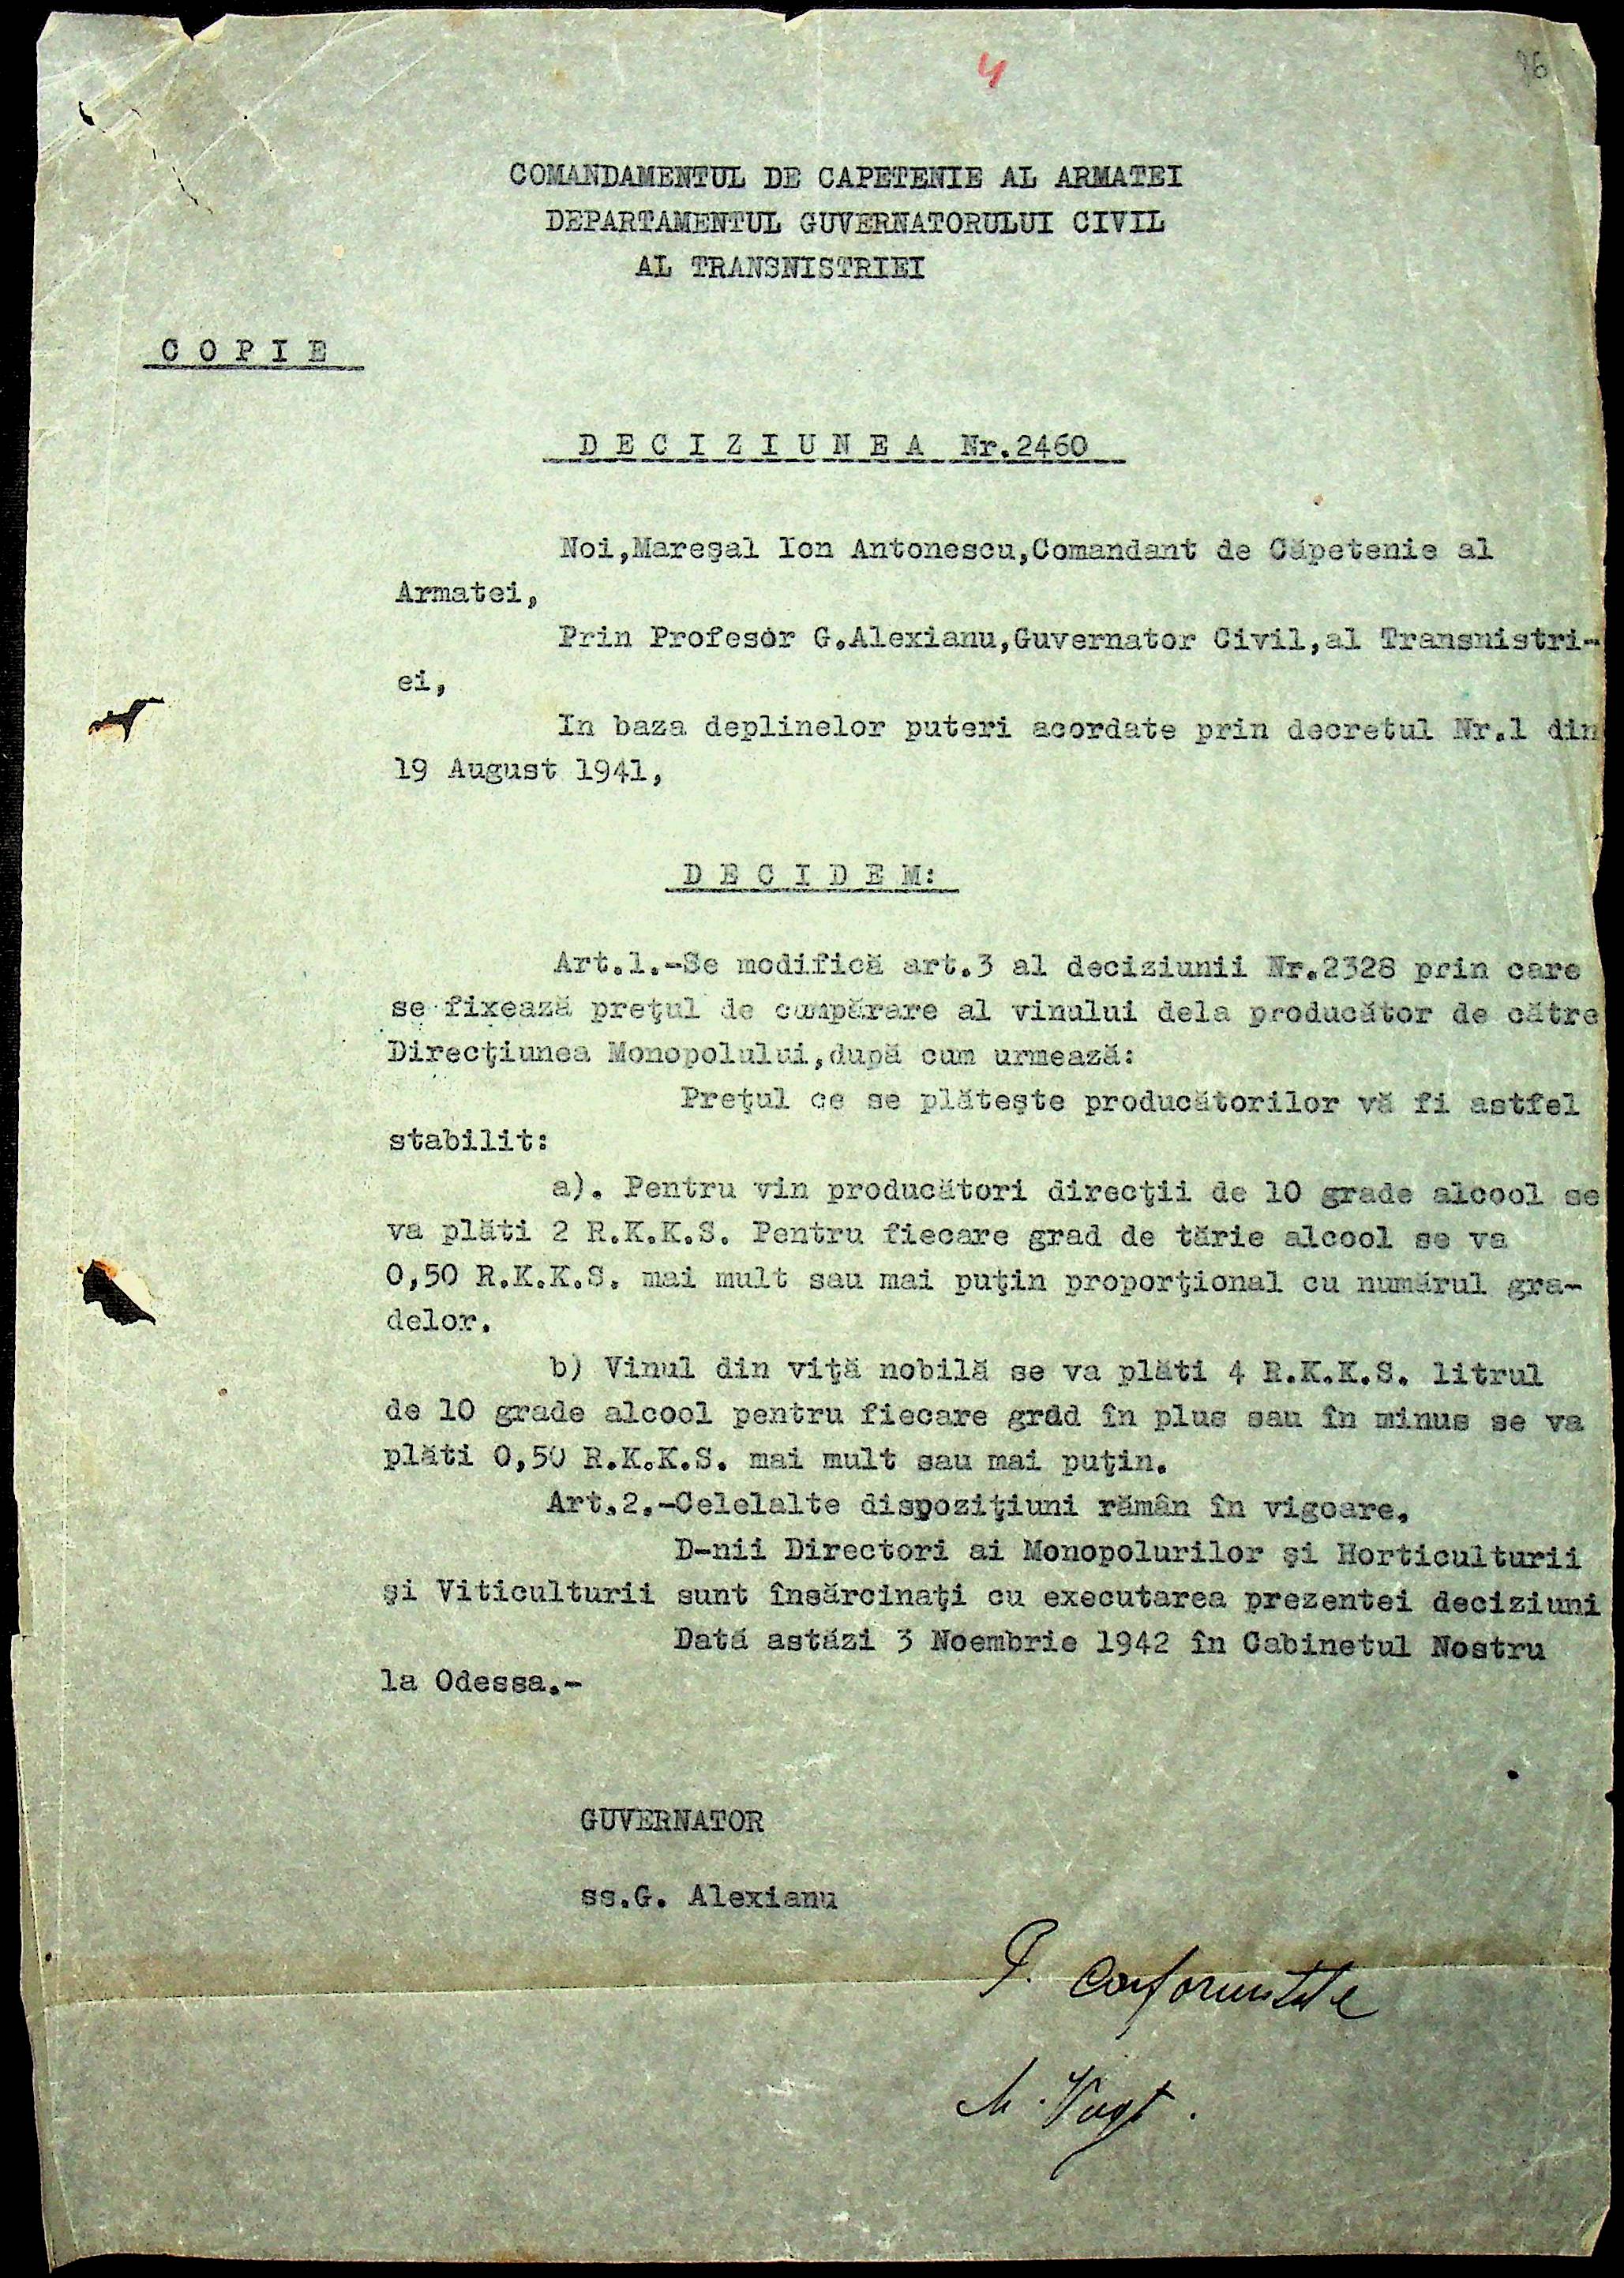 4
COMANDAMENTUL DE CAPETENIE AL ARMATEI
DEPARTAMENTUL GUVERNATORULUI CIVIL
AL TRANSNISTRIEI
C O P I E
D E C I Z I U N E A Nr.2460
Noi,Mareşal Ion Antonescu,Comandant de Căpetenie al
Armatei,
Prin Profesor G.Alexianu,Guvernator Civil,al Transnistri-
ei,
In baza deplinelor puteri acordate prin decretul Nr.1 din
19 August 1941,
D E C I D E M:
Art.1.-Se modifică art.3 al deciziunii Nr.2328 prin care
se fixează preţul de cumpărare al vinului dela producător de către
Direcţiunea Monopolului,după cum urmează:
Preţul ce se plăteşte producătorilor vă fi astfel
stabilit:
a). Pentru vin producători direcţii de 10 grade alcool se
va plăti 2 R.K.K.S. Pentru fiecare grad de tărie alcool se va
0,50 R.K.K.S. mai mult sau mai puţin proporţional cu numărul gra-
delor.
b) Vinul din viţă nobilă se va plăti 4 R.K.K.S. litrul
de 10 grade alcool pentru fiecare grad în plus sau în minus se va
plăti 0,50 R.K.K.S. mai mult sau mai puţin.
Art.2.-Celelalte dispoziţiuni rămân în vigoare.
D-nii Directori ai Monopolurilor şi Horticulturii
şi Viticulturii sunt însărcinaţi cu executarea prezentei deciziuni
Dată astăzi 3 Noembrie 1942 în Cabinetul Nostru
la Odessa.-
GUVERNATOR
ss.G. Alexianu
P. Conformitate
M. Vogt.